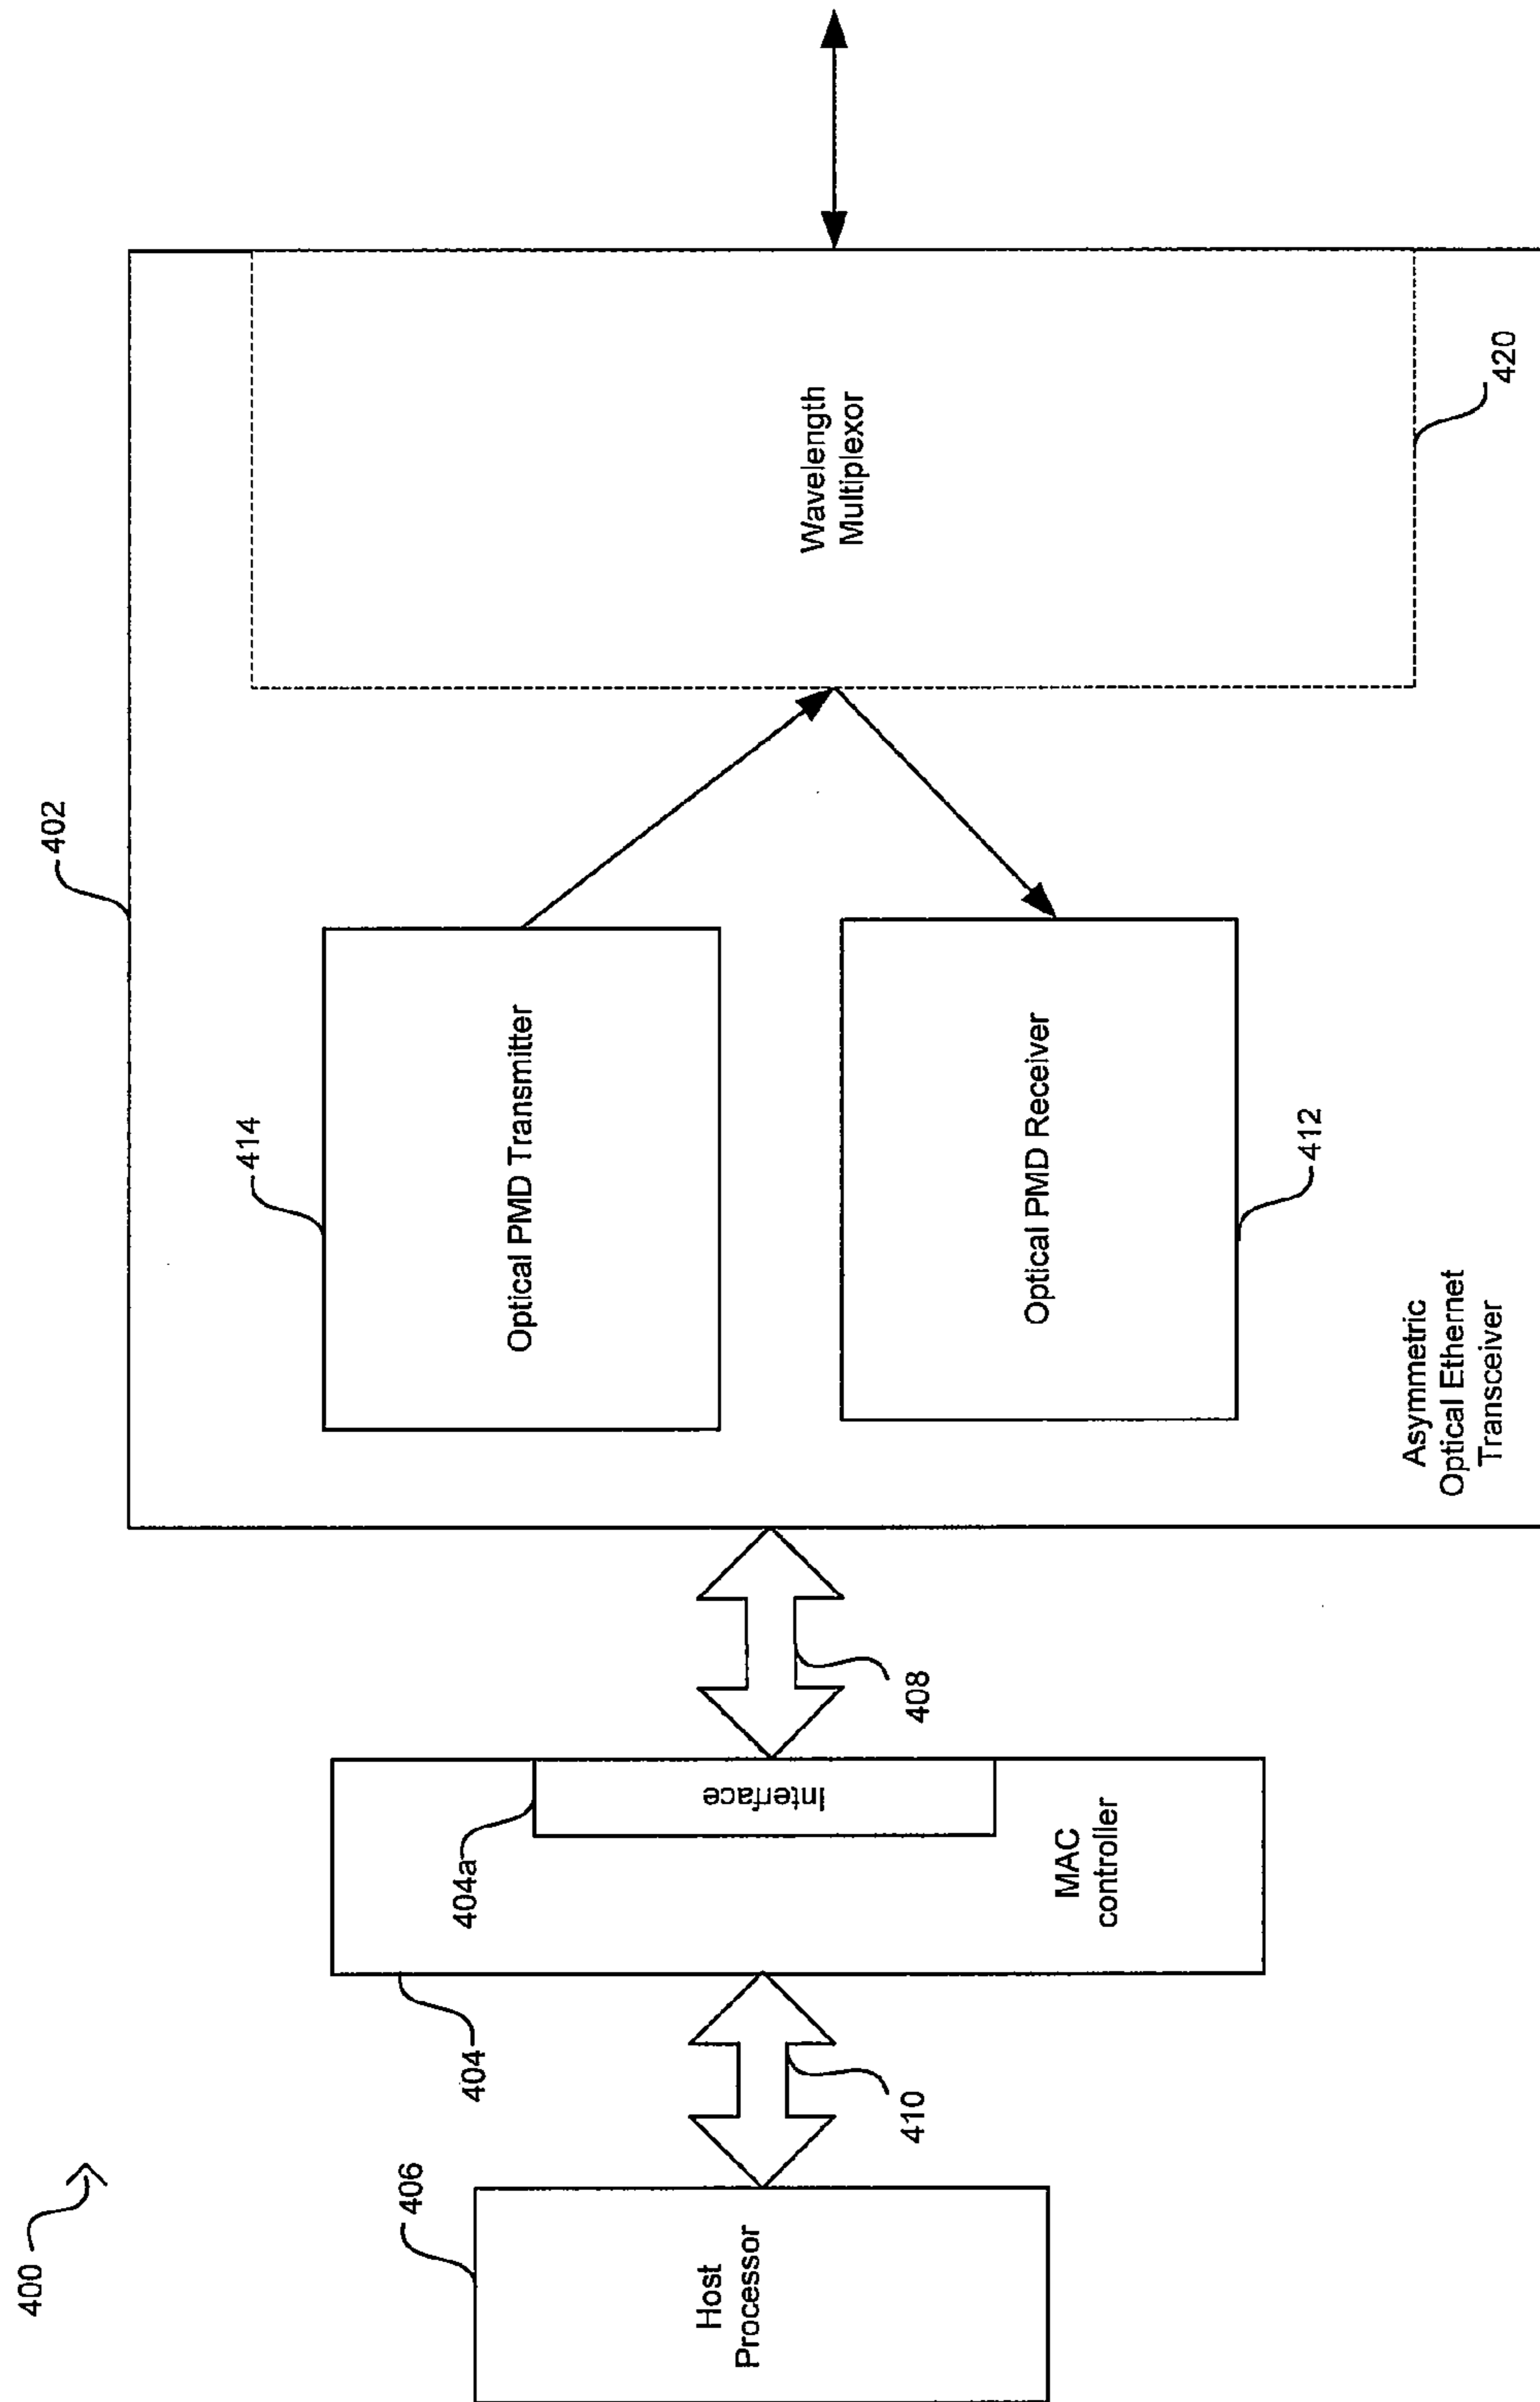 400
406
Host
Processor
410
404
404a
Interface
MAC
controller
408
402
414
Optical PMD Transmitter
Optical PMD Receiver
412
Wavelength
Multiplexor
420
Asymmetric
Optical Ethernet
Transceiver